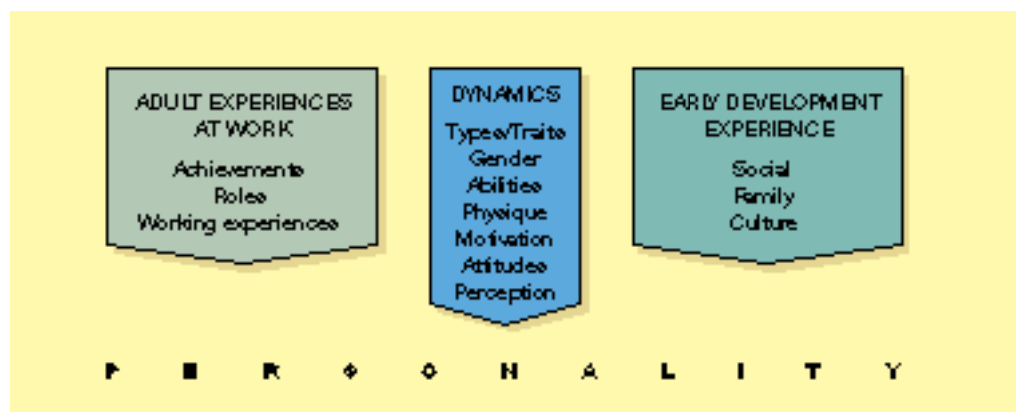 ADULT EXPERIENCES
AT WORK
Achievements
Roles
Working experiences
DYNAMICS
Types/Traits
Gender
Abilities
Physique
Motivation
Attitudes
Perception
EARLY DEVELOPMENT
EXPERIENCE
Social
Family
Culture
P E R S O N A L I T Y